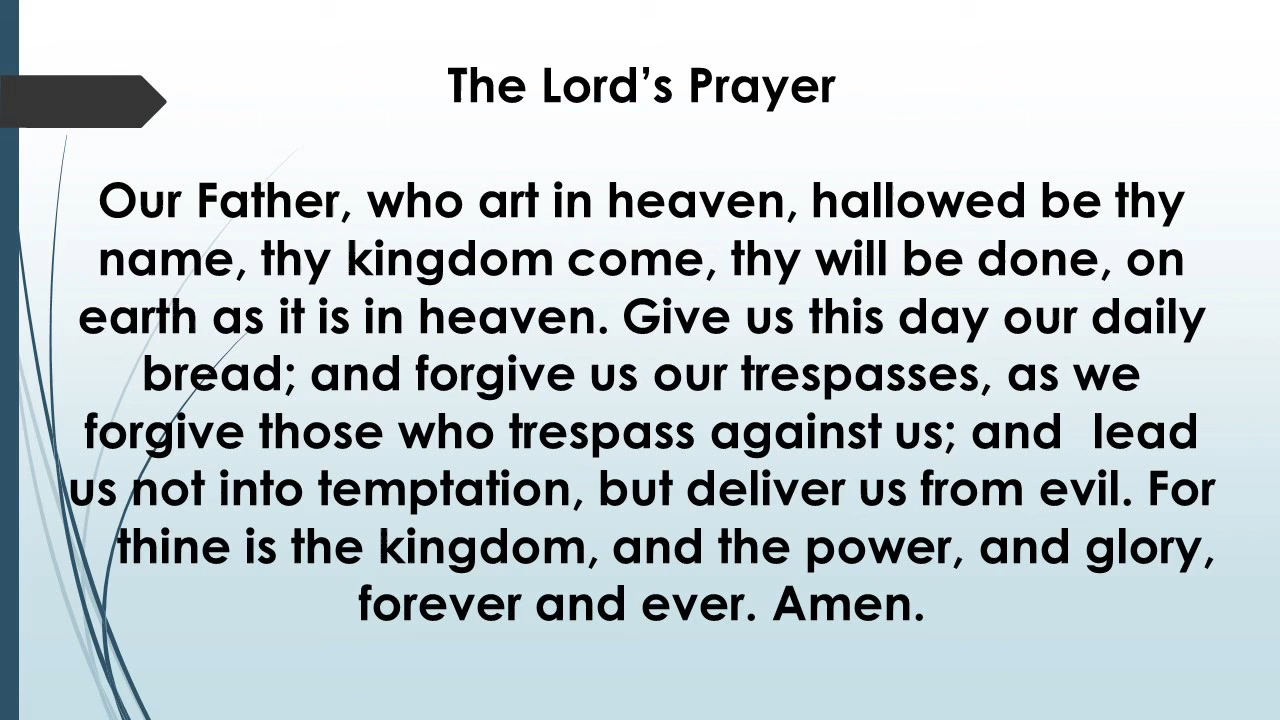 The Lord’s Prayer
Our Father, who art in heaven, hallowed be thy
name, thy kingdom come, thy will be done, on
earth as it is in heaven. Give us this day our daily
bread; and forgive us our trespasses, as we
forgive those who trespass against us; and  lead
us not into temptation, but deliver us from evil. For
thine is the kingdom, and the power, and glory,
forever and ever. Amen.